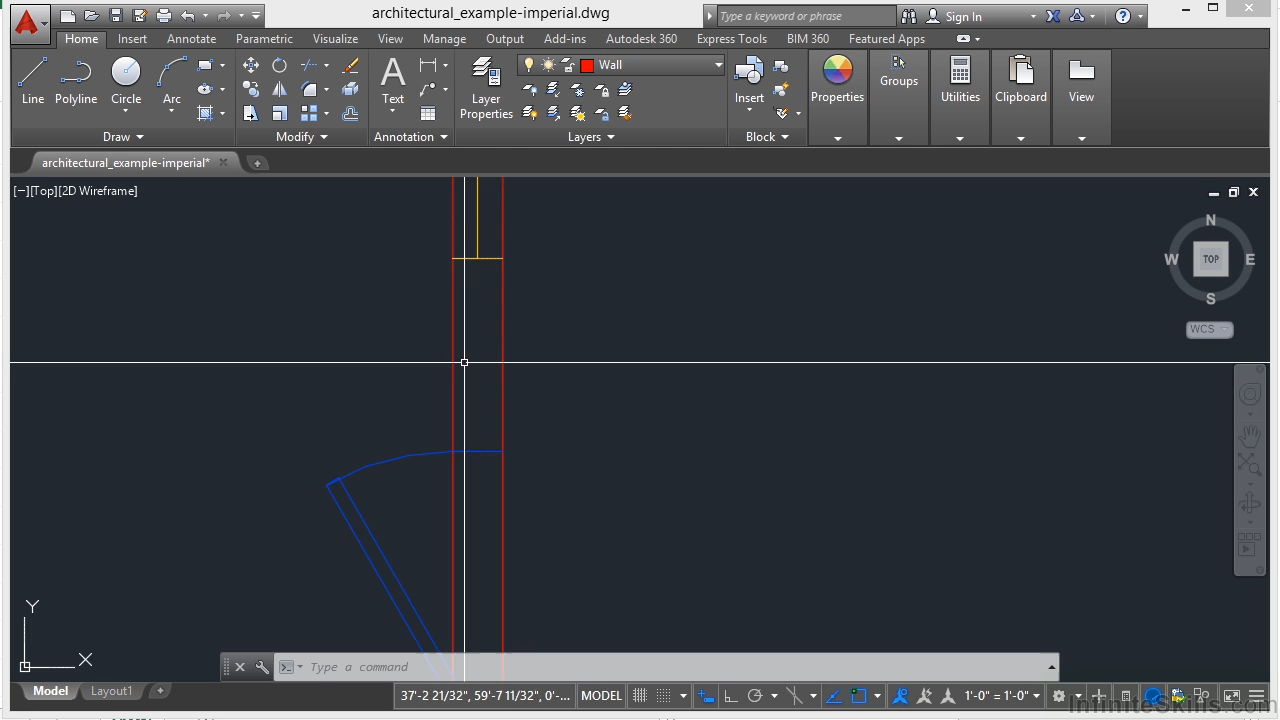 architectural_example-imperial.dwg
Type a keyword or phrase
Sign In
Home Insert Annotate Parametric Visualize View Manage Output Add-ins Autodesk 360 Express Tools BIM 360 Featured Apps
Wall
Line Polyline Circle Arc
Text
Layer Properties
Insert
Properties Groups Utilities Clipboard View
Draw Modify Annotation Layers Block
architectural_example-imperial*
[−][Top][2D Wireframe]
N
W TOP E
S
WCS
Y
X
Type a command
Model Layout1
37'-2 21/32", 59'-7 11/32", 0'-... MODEL 1'-0" = 1'-0"
InfiniteSkills.com